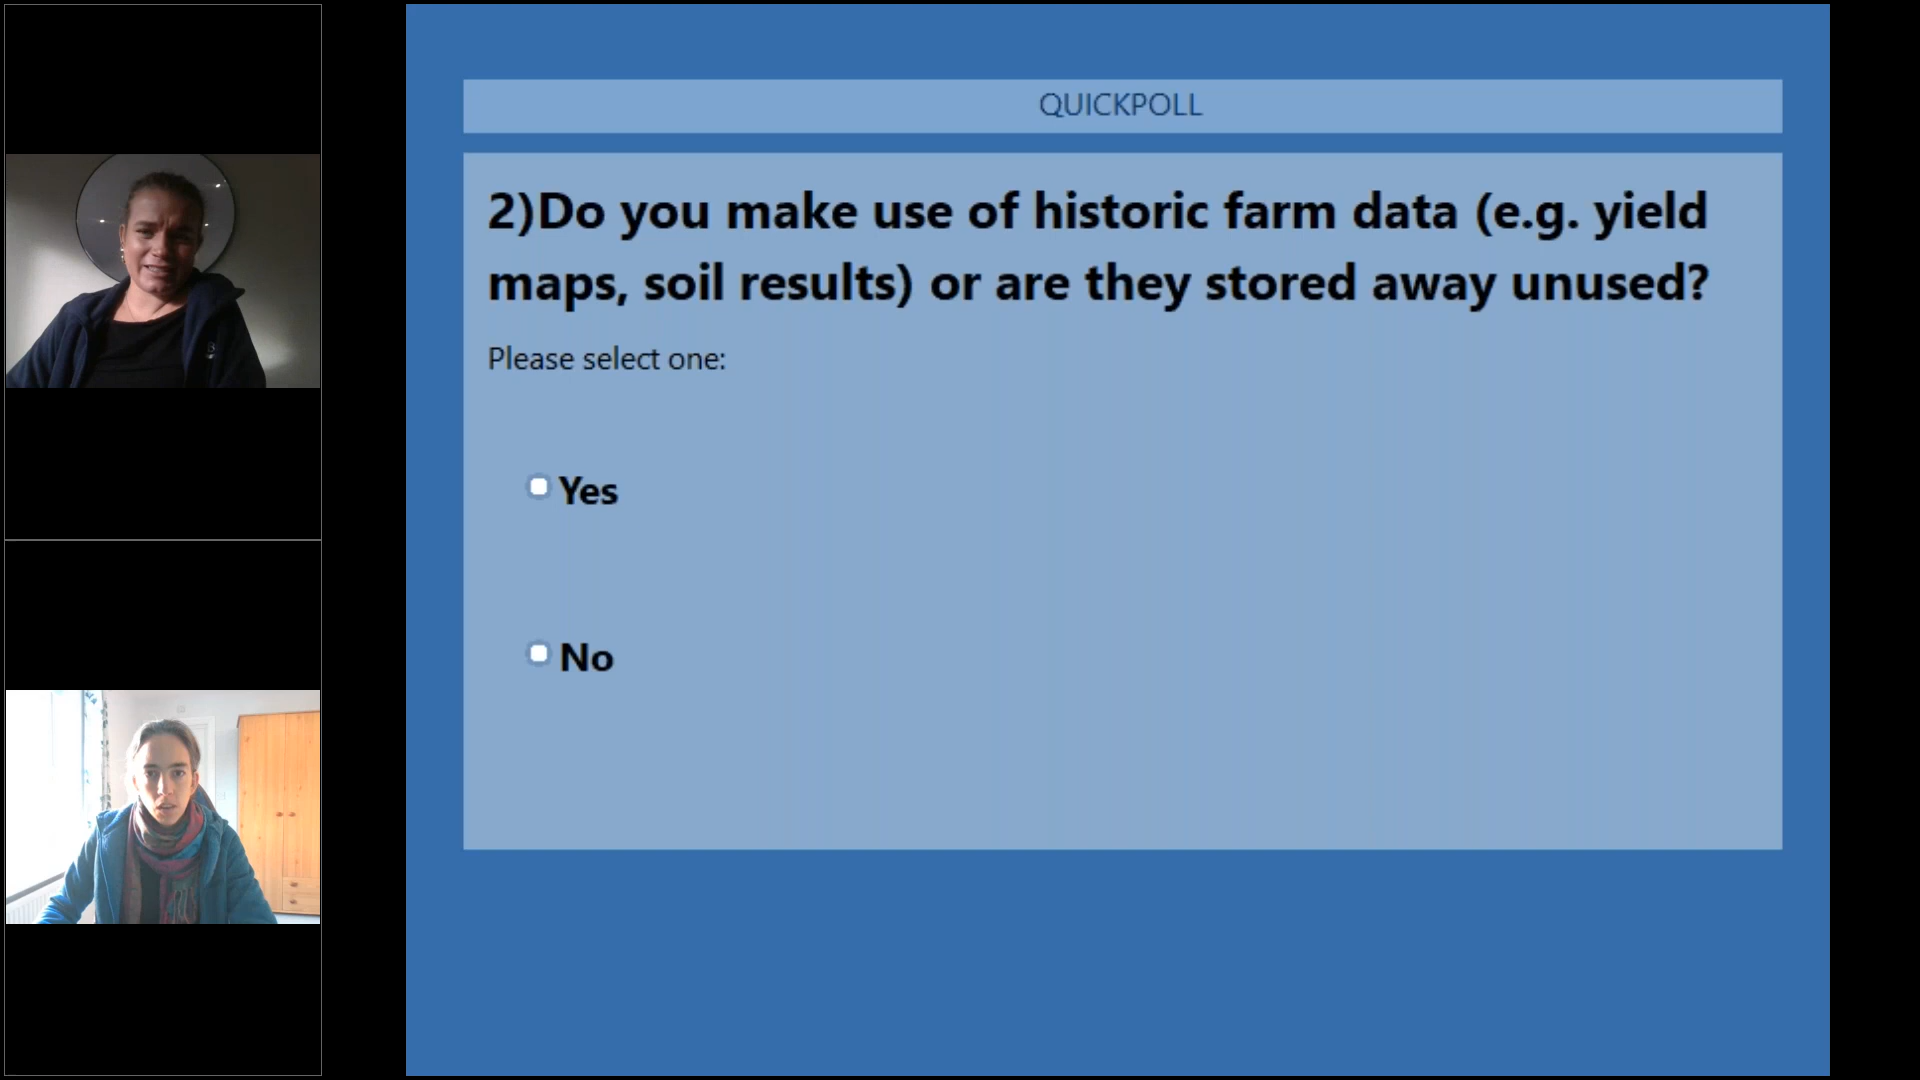 QUICKPOLL
2)Do you make use of historic farm data (e.g. yield
maps, soil results) or are they stored away unused?
Please select one:
Yes
No